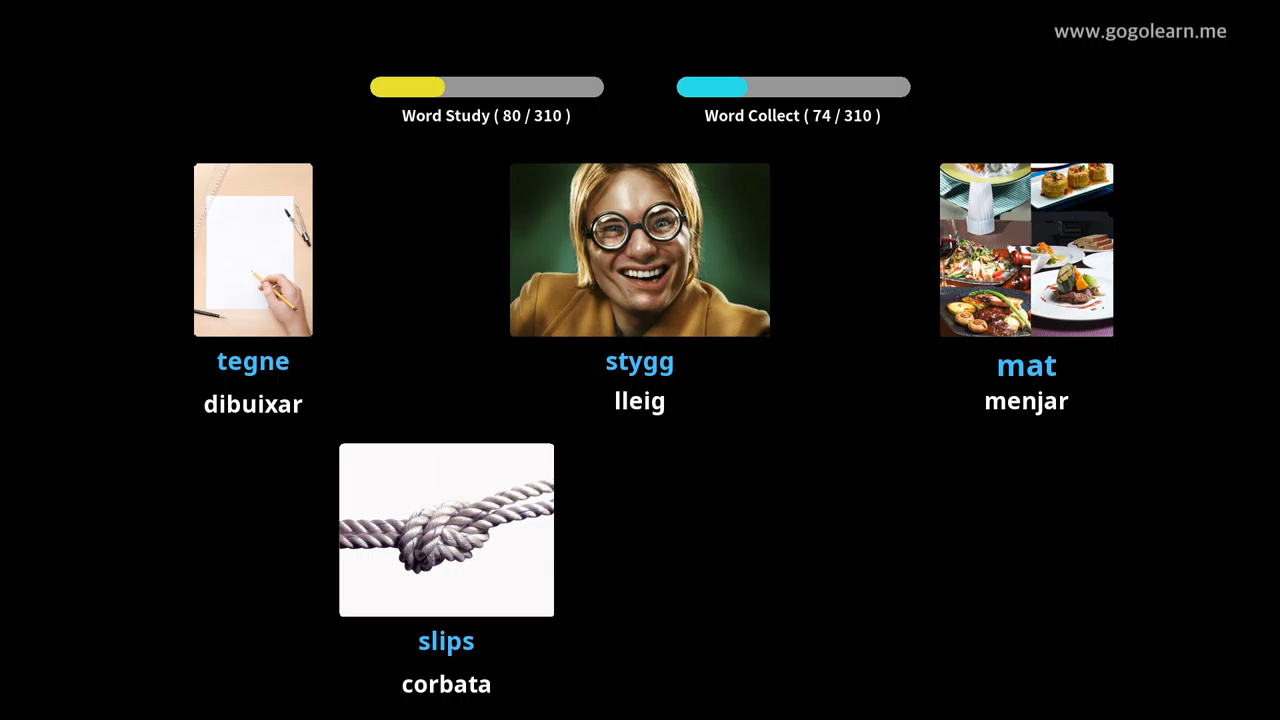 www.gogolearn.me
Word Study ( 80 / 310 )
Word Collect ( 74 / 310 )
tegne
dibuixar
stygg
lleig
mat
menjar
slips
corbata